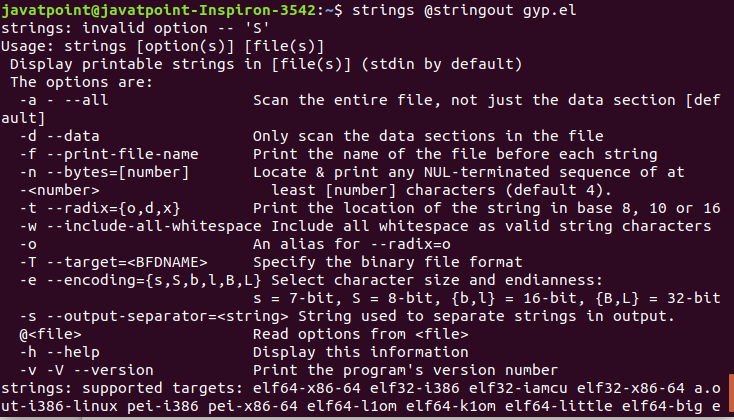 javatpoint@javatpoint-Inspiron-3542:~$ strings @stringout gyp.el
strings: invalid option -- 'S'
Usage: strings [option(s)] [file(s)]
 Display printable strings in [file(s)] (stdin by default)
 The options are:
  -a - --all                Scan the entire file, not just the data section [def
ault]
  -d --data                 Only scan the data sections in the file
  -f --print-file-name      Print the name of the file before each string
  -n --bytes=[number]       Locate & print any NUL-terminated sequence of at
  -<number>                   least [number] characters (default 4).
  -t --radix={o,d,x}        Print the location of the string in base 8, 10 or 16
  -w --include-all-whitespace Include all whitespace as valid string characters
  -o                        An alias for --radix=o
  -T --target=<BFDNAME>     Specify the binary file format
  -e --encoding={s,S,b,l,B,L} Select character size and endianness:
                            s = 7-bit, S = 8-bit, {b,l} = 16-bit, {B,L} = 32-bit
  -s --output-separator=<string> String used to separate strings in output.
  @<file>                   Read options from <file>
  -h --help                 Display this information
  -v -V --version           Print the program's version number
strings: supported targets: elf64-x86-64 elf32-i386 elf32-iamcu elf32-x86-64 a.o
ut-i386-linux pei-i386 pei-x86-64 elf64-l1om elf64-k1om elf64-little elf64-big e